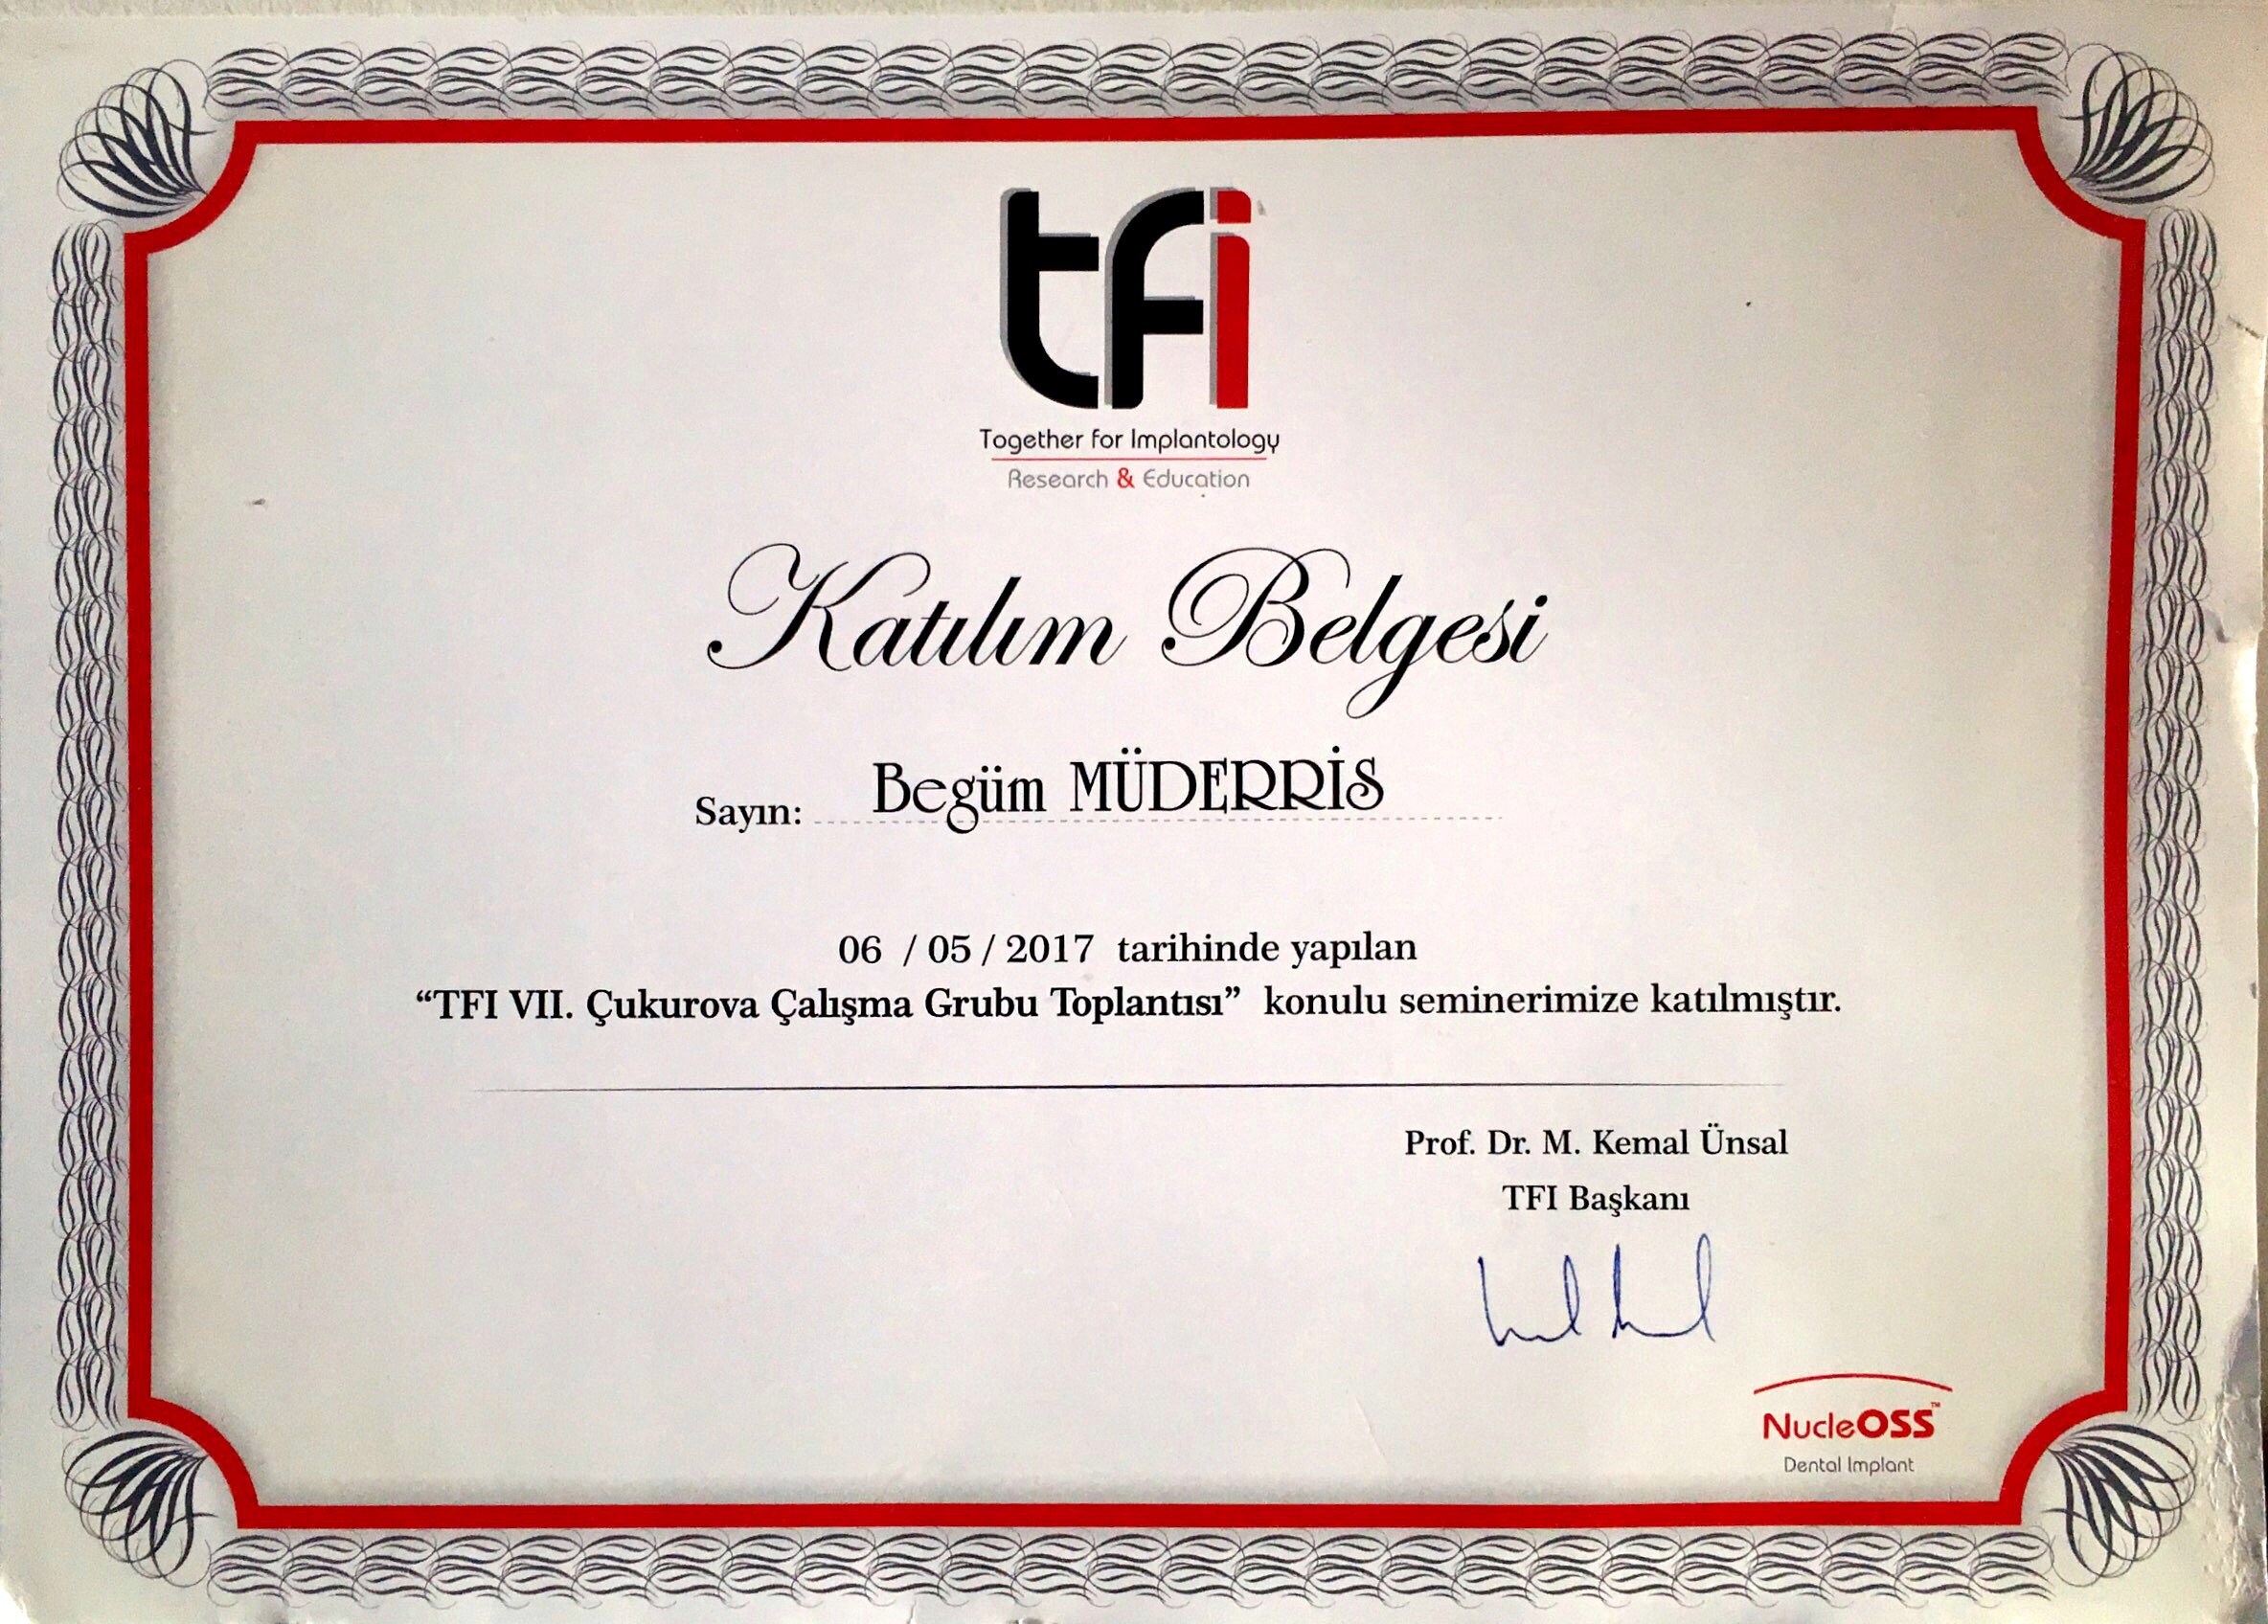 tfi
Together for Implantology
Research & Education
Katılım Belgesi
Sayın: Begüm MÜDERRİS
06 / 05 / 2017 tarihinde yapılan
“TFI VII. Çukurova Çalışma Grubu Toplantısı” konulu seminerimize katılmıştır.
Prof. Dr. M. Kemal Ünsal
TFI Başkanı
NucleOSS™
Dental Implant